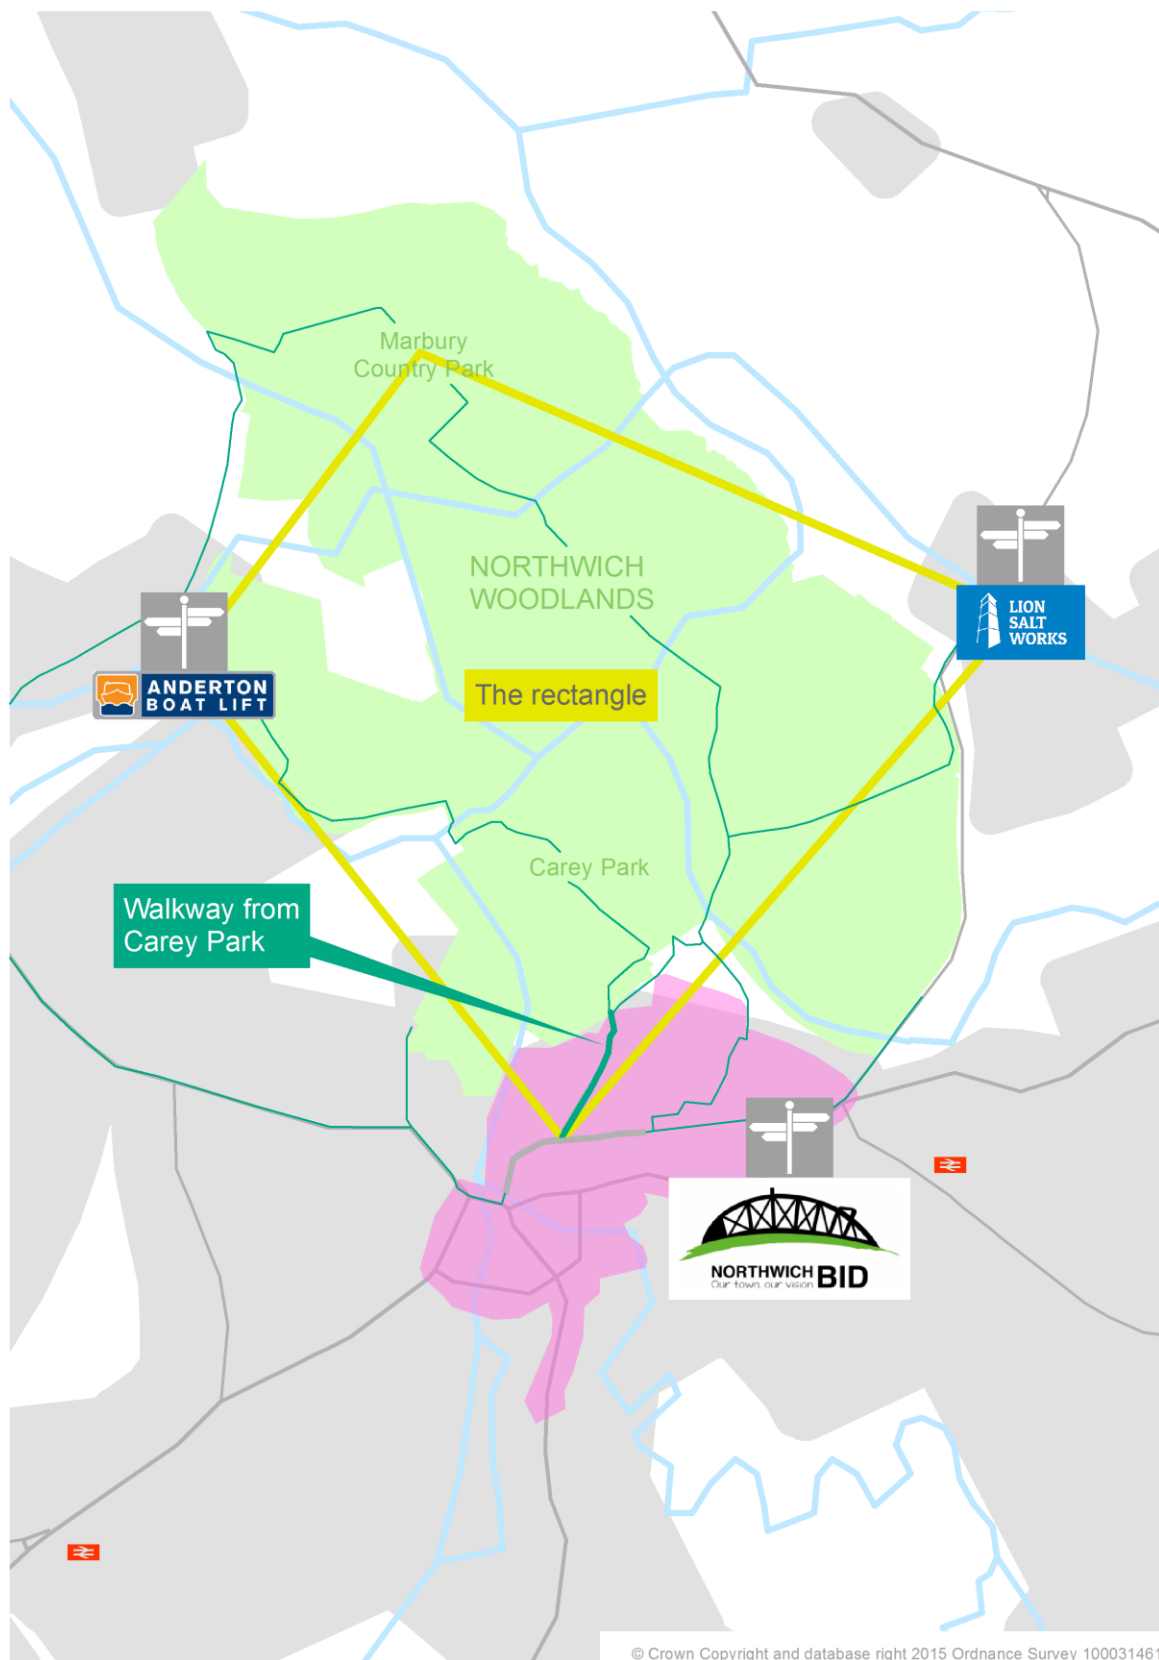 Marbury
Country Park
NORTHWICH
WOODLANDS
LION
SALT
WORKS
ANDERTON
BOAT LIFT
The rectangle
Carey Park
Walkway from
Carey Park
NORTHWICH BID
Our town, our vision
© Crown Copyright and database right 2015 Ordnance Survey 100031461